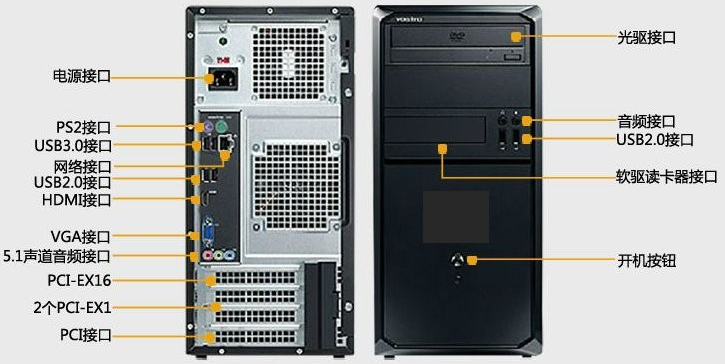 电源接口
PS2接口
USB3.0接口
网络接口
USB2.0接口
HDMI接口
VGA接口
5.1声道音频接口
PCI-EX16
2个PCI-EX1
PCI接口
vostro
光驱接口
音频接口
USB2.0接口
软驱读卡器接口
开机按钮